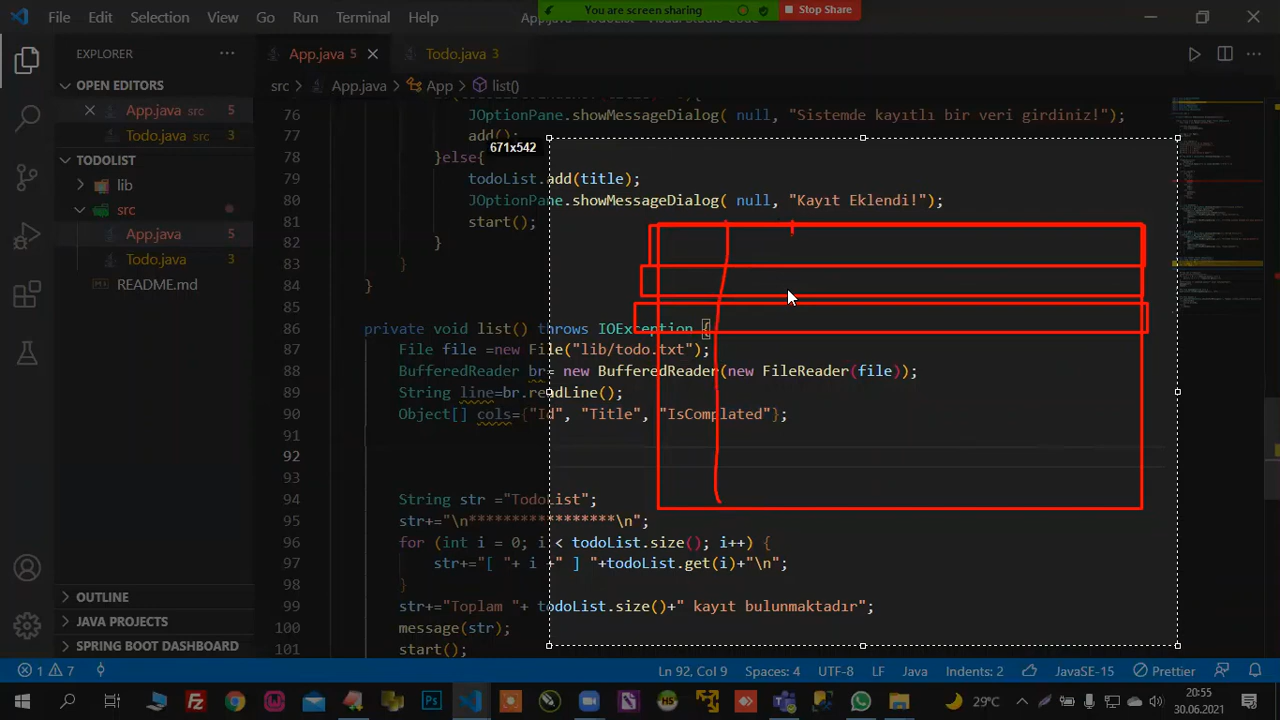 File Edit Selection View Go Run Terminal Help
You are screen sharing
Stop Share
EXPLORER
App.java 5
Todo.java 3
OPEN EDITORS
src App.java App list()
App.java src 5
Todo.java src 3
TODOLIST
lib
src
App.java 5
Todo.java 3
README.md
OUTLINE
JAVA PROJECTS
SPRING BOOT DASHBOARD
671x542
76 JOptionPane.showMessageDialog( null, "Sistemde kayıtlı bir veri girdiniz!");
77 add();
78 }else{
79 todoList.add(title);
80 JOptionPane.showMessageDialog( null, "Kayıt Eklendi!");
81 start();
82 }
83 }
84 }
85
86 private void list() throws IOException {
87 File file =new File("lib/todo.txt");
88 BufferedReader br= new BufferedReader(new FileReader(file));
89 String line=br.readLine();
90 Object[] cols={"Id", "Title", "IsComplated"};
91
92
93
94 String str ="TodoList";
95 str+="\n*****************\n";
96 for (int i = 0; i < todoList.size(); i++) {
97 str+="[ "+ i +" ] "+todoList.get(i)+"\n";
98 }
99 str+="Toplam "+ todoList.size()+" kayıt bulunmaktadır";
100 message(str);
101 start();
1 7
Ln 92, Col 9 Spaces: 4 UTF-8 LF Java Indents: 2 JavaSE-15 Prettier
29°C
20:55
30.06.2021